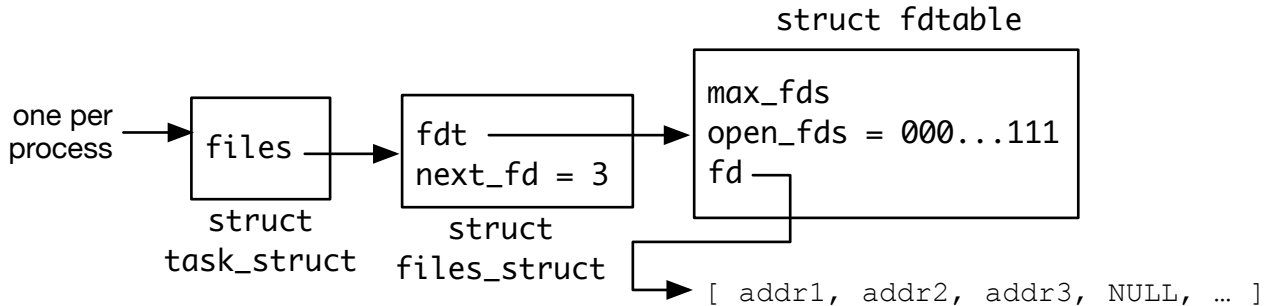 struct fdtable
one per
process
files
struct
task_struct
fdt
next_fd = 3
struct
files_struct
max_fds
open_fds = 000...111
fd
[ addr1, addr2, addr3, NULL, … ]